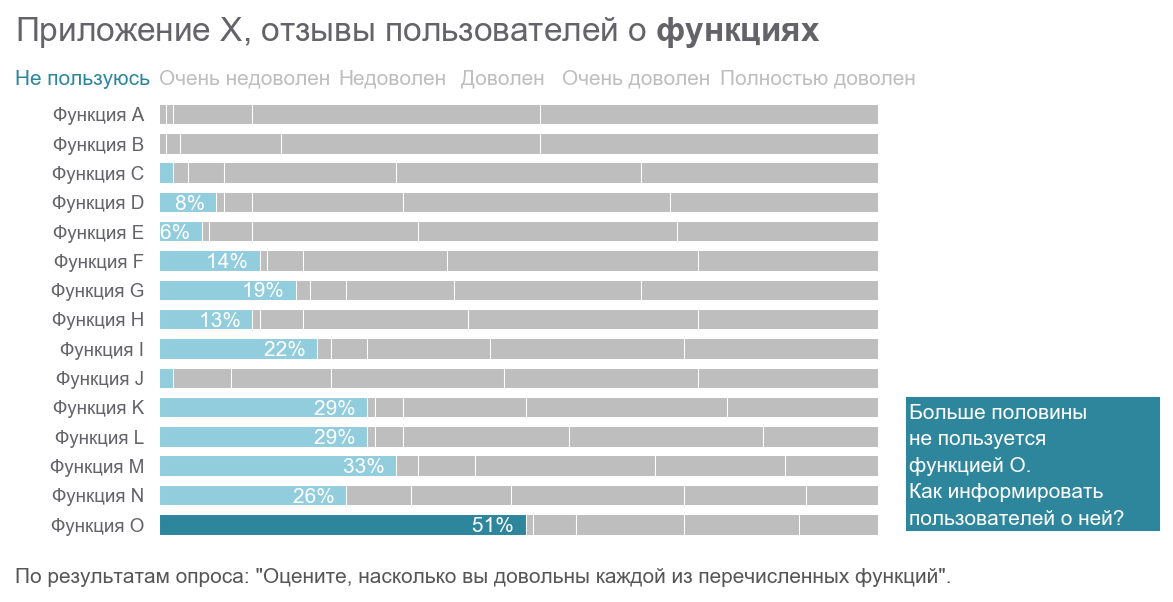 Приложение X, отзывы пользователей о функциях
Не пользуюсь Очень недоволен Недоволен Доволен Очень доволен Полностью доволен
Функция A
Функция B
Функция C
Функция D 8%
Функция E 6%
Функция F 14%
Функция G 19%
Функция H 13%
Функция I 22%
Функция J
Функция K 29%
Функция L 29%
Функция M 33%
Функция N 26%
Функция O 51%
Больше половины
не пользуется
функцией O.
Как информировать
пользователей о ней?
По результатам опроса: "Оцените, насколько вы довольны каждой из перечисленных функций".